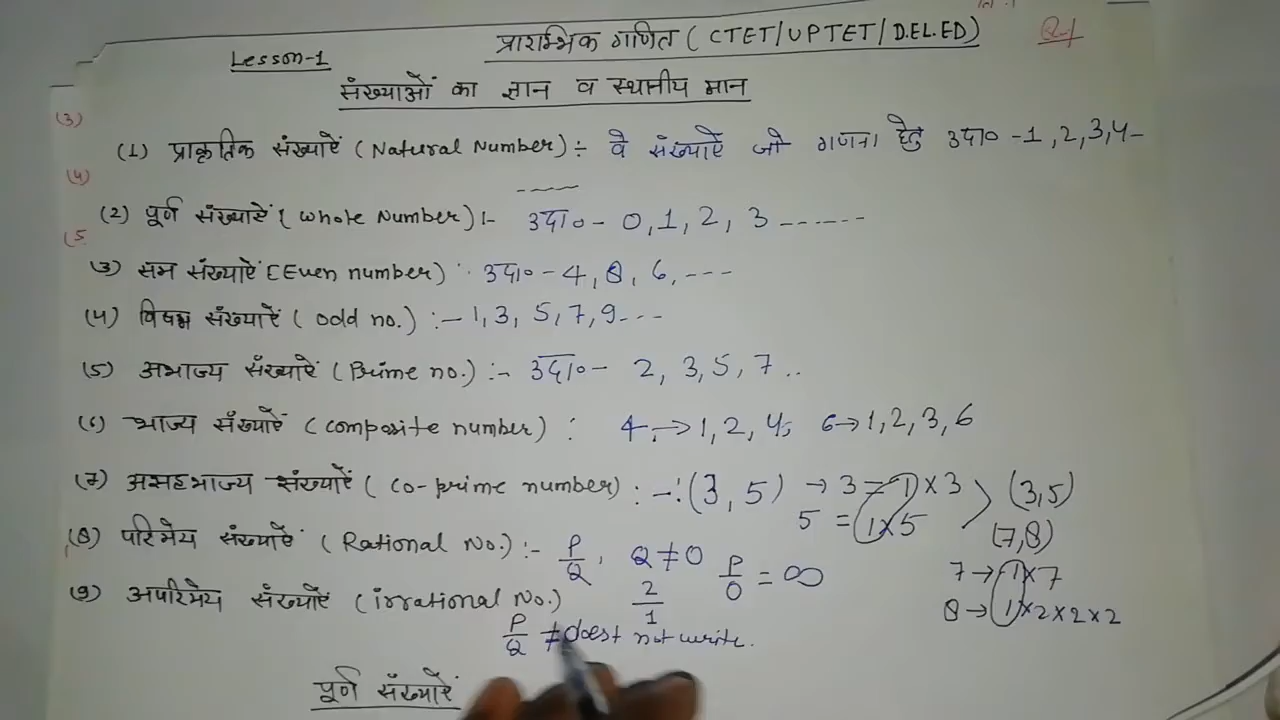 प्रारम्भिक गणित ( CTET/UPTET/D.EL.ED)
Lesson-1
संख्याओं का ज्ञान व स्थानीय मान
(3)
(1) प्राकृतिक संख्याऐं (Natural Number) :- वे संख्याऐं जो गणना हेतु उदा० -1,2,3,4-
(4)
(2) पूर्ण संख्याऐं (Whole Number) :- उदा० - 0,1,2,3------
(5
(3) सम संख्याऐं (Even number) : उदा० - 4, 8, 6, ---
(4) विषम संख्याऐं (odd no.) :- 1, 3, 5, 7, 9---
(5) अभाज्य संख्याऐं (Prime no.) :- उदा० - 2, 3, 5, 7 ..
(6) भाज्य संख्याऐं (composite number) : 4 -> 1, 2, 4; 6 -> 1, 2, 3, 6
(7) असहभाज्य संख्याऐं (co-prime number) : -: (3, 5) -> 3 = 1×3 (3,5)
5 = 1×5 (7,8)
(8) परिमेय संख्याऐं (Rational No.) :- P/Q, Q≠0 P/0 = ∞ 7 -> 1×7
(9) अपरिमेय संख्याऐं (irrational No.) 2/1 8 -> 1×2×2×2
P/Q ≠ does not write.
पूर्ण संख्याऐं